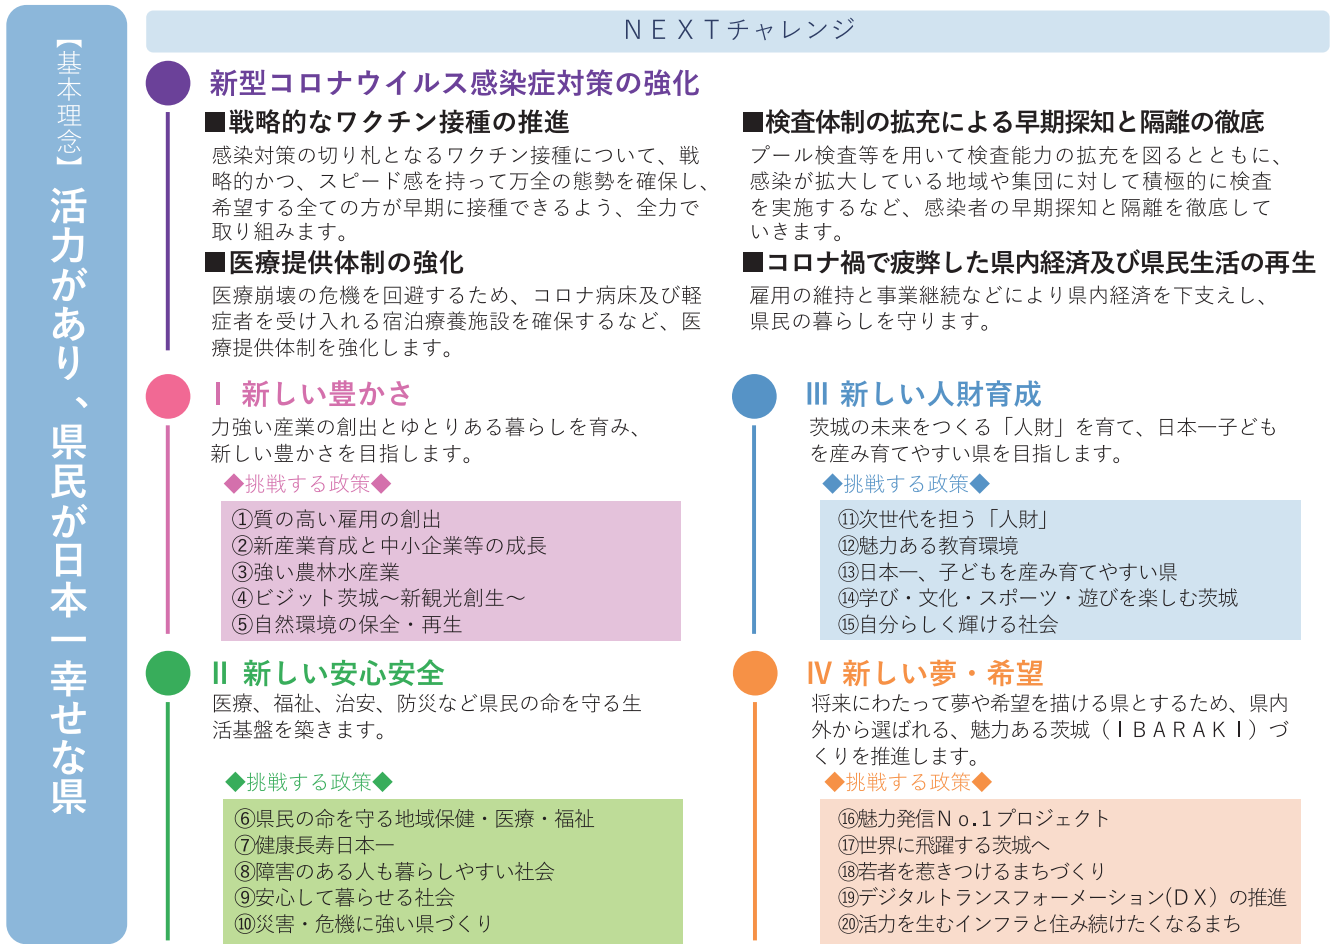 【基本理念】活力があり、県民が日本一幸せな県
ＮＥＸＴチャレンジ
新型コロナウイルス感染症対策の強化
■戦略的なワクチン接種の推進
感染対策の切り札となるワクチン接種について、戦
略的かつ、スピード感を持って万全の態勢を確保し、
希望する全ての方が早期に接種できるよう、全力で
取り組みます。
■医療提供体制の強化
医療崩壊の危機を回避するため、コロナ病床及び軽
症者を受け入れる宿泊療養施設を確保するなど、医
療提供体制を強化します。
■検査体制の拡充による早期探知と隔離の徹底
プール検査等を用いて検査能力の拡充を図るとともに、
感染が拡大している地域や集団に対して積極的に検査
を実施するなど、感染者の早期探知と隔離を徹底して
いきます。
■コロナ禍で疲弊した県内経済及び県民生活の再生
雇用の維持と事業継続などにより県内経済を下支えし、
県民の暮らしを守ります。
Ⅰ 新しい豊かさ
力強い産業の創出とゆとりある暮らしを育み、
新しい豊かさを目指します。
◆挑戦する政策◆
①質の高い雇用の創出
②新産業育成と中小企業等の成長
③強い農林水産業
④ビジット茨城～新観光創生～
⑤自然環境の保全・再生
Ⅱ 新しい安心安全
医療、福祉、治安、防災など県民の命を守る生
活基盤を築きます。
◆挑戦する政策◆
⑥県民の命を守る地域保健・医療・福祉
⑦健康長寿日本一
⑧障害のある人も暮らしやすい社会
⑨安心して暮らせる社会
⑩災害・危機に強い県づくり
Ⅲ 新しい人財育成
茨城の未来をつくる「人財」を育て、日本一子ども
を産み育てやすい県を目指します。
◆挑戦する政策◆
⑪次世代を担う「人財」
⑫魅力ある教育環境
⑬日本一、子どもを産み育てやすい県
⑭学び・文化・スポーツ・遊びを楽しむ茨城
⑮自分らしく輝ける社会
Ⅳ 新しい夢・希望
将来にわたって夢や希望を描ける県とするため、県内
外から選ばれる、魅力ある茨城（ＩＢＡＲＡＫＩ）づ
くりを推進します。
◆挑戦する政策◆
⑯魅力発信Ｎｏ.１プロジェクト
⑰世界に飛躍する茨城へ
⑱若者を惹きつけるまちづくり
⑲デジタルトランスフォーメーション(ＤＸ）の推進
⑳活力を生むインフラと住み続けたくなるまち